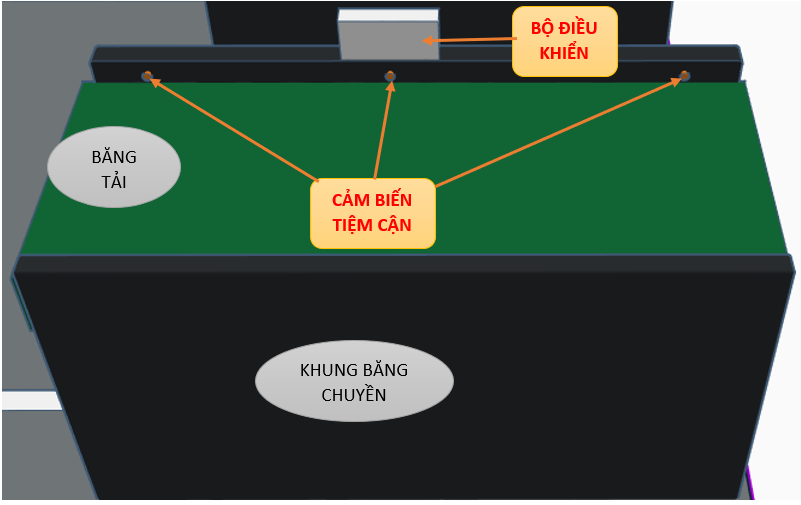 BỘ ĐIỀU
KHIỂN
BĂNG
TẢI
CẢM BIẾN
TIỆM CẬN
KHUNG BĂNG
CHUYỀN